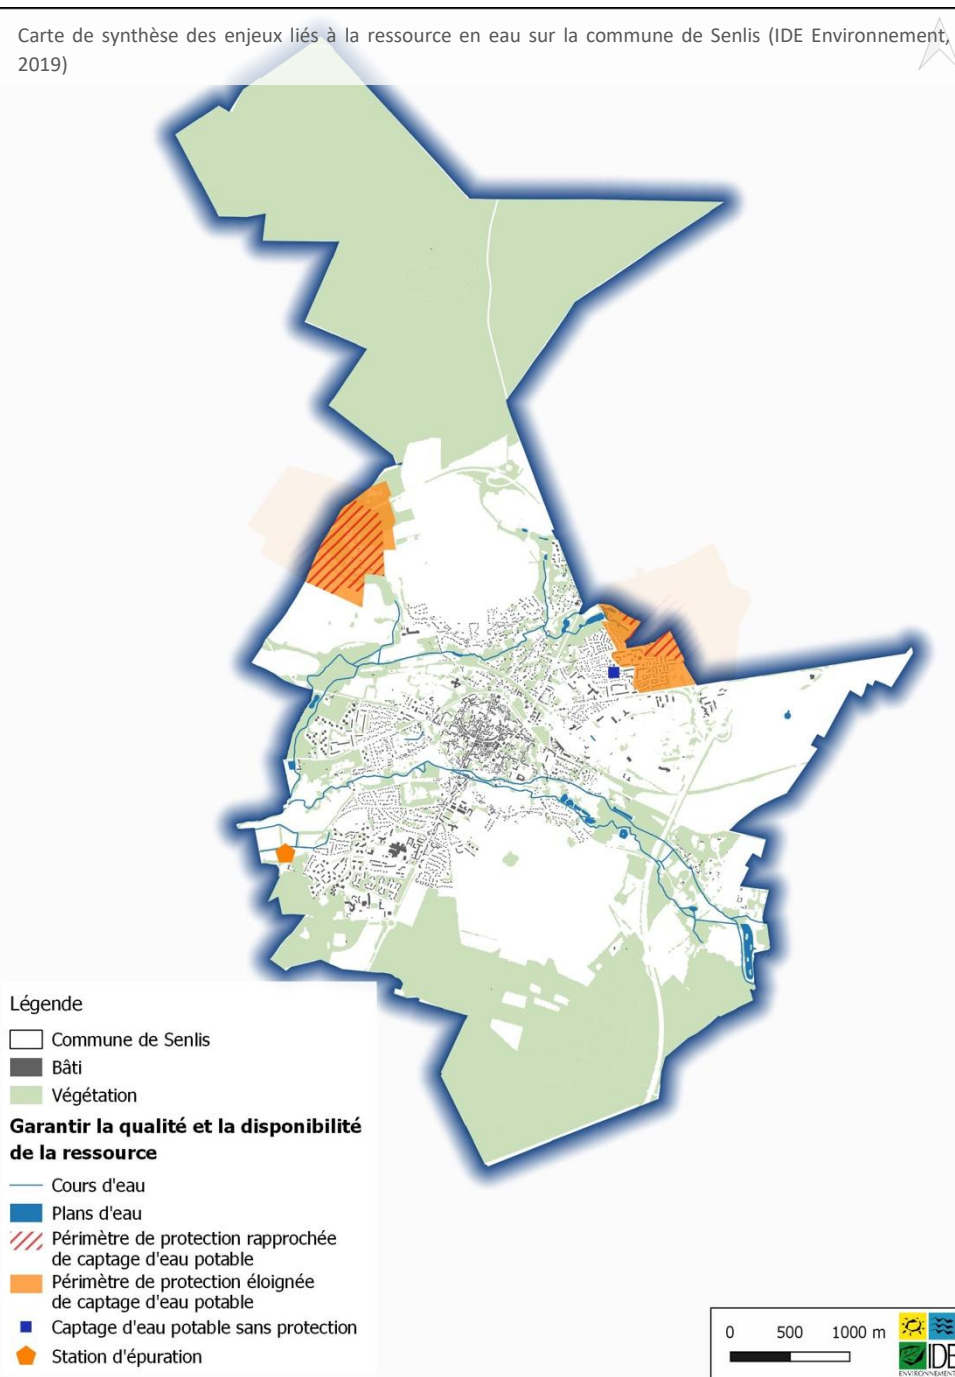 Carte de synthèse des enjeux liés à la ressource en eau sur la commune de Senlis (IDE Environnement,
2019)
Légende
Commune de Senlis
Bâti
Végétation
Garantir la qualité et la disponibilité
de la ressource
Cours d'eau
Plans d'eau
Périmètre de protection rapprochée
de captage d'eau potable
Périmètre de protection éloignée
de captage d'eau potable
Captage d'eau potable sans protection
Station d'épuration
0 500 1000 m
IDE
ENVIRONNEMENT